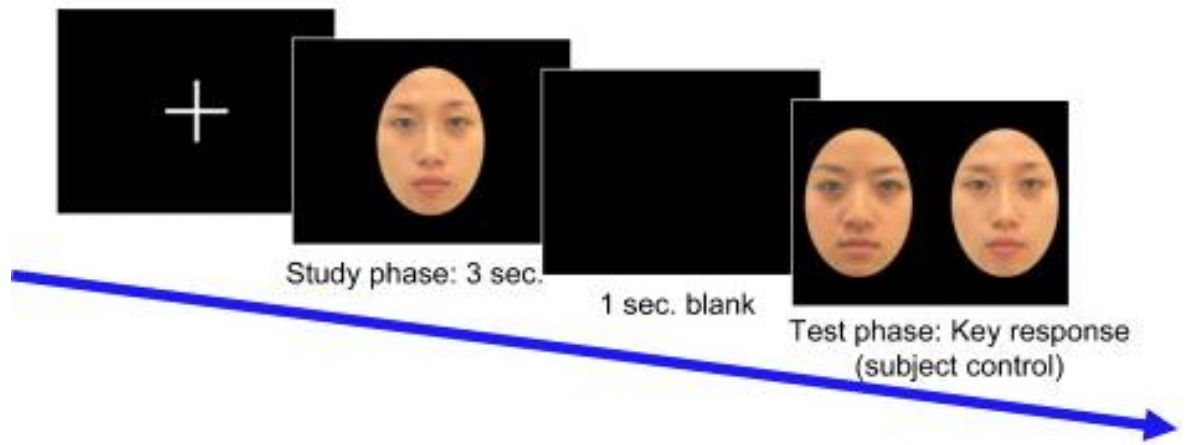 Study phase: 3 sec.
1 sec. blank
Test phase: Key response
(subject control)